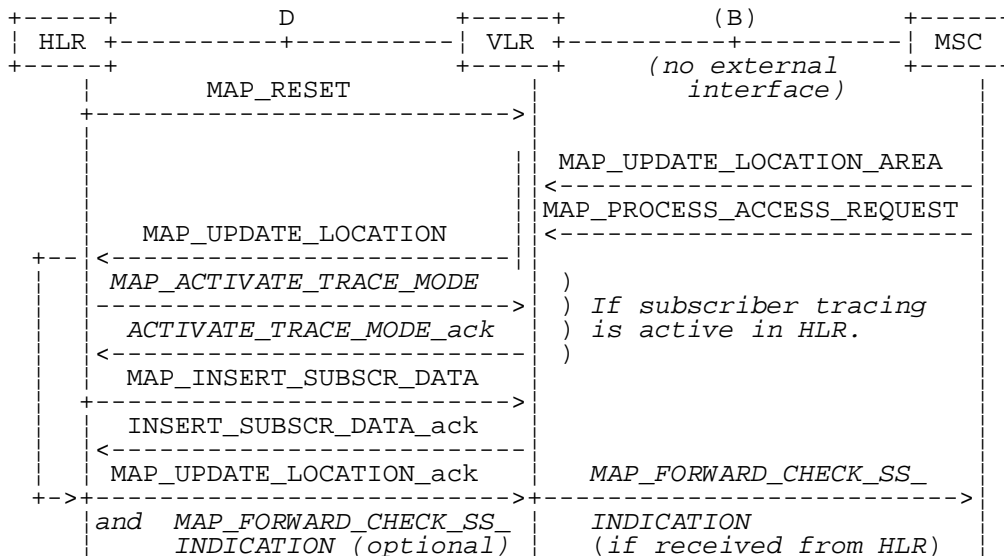 D (B)
HLR VLR MSC
(no external
MAP_RESET interface)
MAP_UPDATE_LOCATION_AREA
MAP_PROCESS_ACCESS_REQUEST
MAP_UPDATE_LOCATION
MAP_ACTIVATE_TRACE_MODE )
) If subscriber tracing
ACTIVATE_TRACE_MODE_ack ) is active in HLR.
)
MAP_INSERT_SUBSCR_DATA
INSERT_SUBSCR_DATA_ack
MAP_UPDATE_LOCATION_ack MAP_FORWARD_CHECK_SS_
and MAP_FORWARD_CHECK_SS_ INDICATION
INDICATION (optional) (if received from HLR)